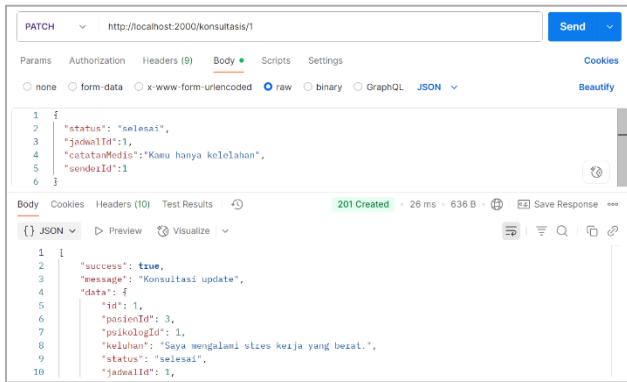 PATCH http://localhost:2000/konsultasis/1 Send
Params Authorization Headers (9) Body Scripts Settings Cookies
none form-data x-www-form-urlencoded raw binary GraphQL JSON Beautify
1 {
2 "status": "selesai",
3 "jadwalId":1,
4 "catatanMedis":"Kamu hanya kelelahan",
5 "senderId":1
6 }
Body Cookies Headers (10) Test Results 201 Created 26 ms 636 B Save Response
{} JSON Preview Visualize
1 {
2 "success": true,
3 "message": "Konsultasi update",
4 "data": {
5 "id": 1,
6 "pasienId": 3,
7 "psikologId": 1,
8 "keluhan": "Saya mengalami stres kerja yang berat.",
9 "status": "selesai",
10 "jadwalId": 1,